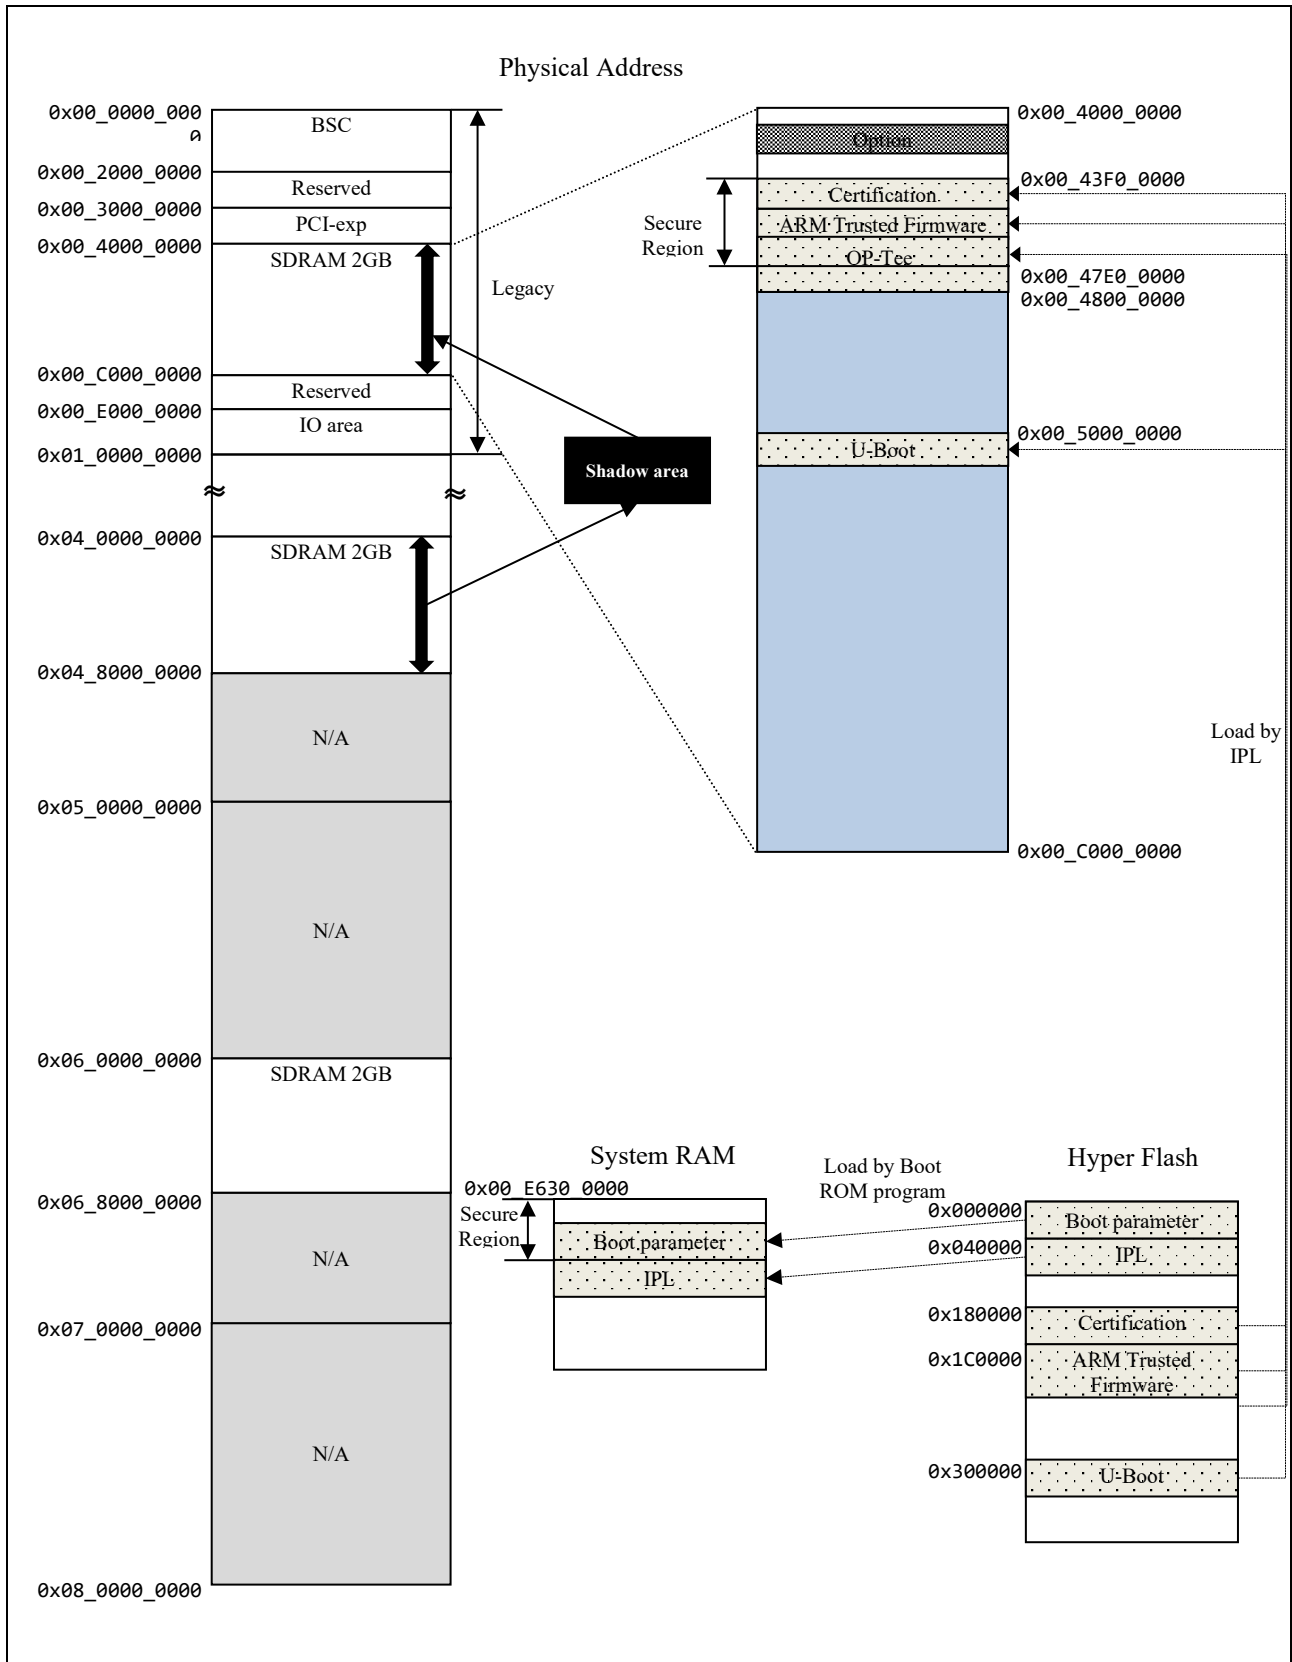 Physical Address
0x00_0000_000
0
BSC
0x00_2000_0000
Reserved
0x00_3000_0000
PCI-exp
0x00_4000_0000
SDRAM 2GB
Legacy
0x00_C000_0000
Reserved
0x00_E000_0000
IO area
0x01_0000_0000
Shadow area
0x04_0000_0000
SDRAM 2GB
0x04_8000_0000
N/A
0x05_0000_0000
N/A
0x06_0000_0000
SDRAM 2GB
0x06_8000_0000
N/A
0x07_0000_0000
N/A
0x08_0000_0000
0x00_4000_0000
Option
0x00_43F0_0000
Certification
Secure
Region
ARM Trusted Firmware
OP-Tee
0x00_47E0_0000
0x00_4800_0000
0x00_5000_0000
U-Boot
Load by
IPL
0x00_C000_0000
System RAM
0x00_E630_0000
Secure
Region
Boot parameter
IPL
Load by Boot
ROM program
Hyper Flash
0x000000
Boot parameter
0x040000
IPL
0x180000
Certification
0x1C0000
ARM Trusted
Firmware
0x300000
U-Boot